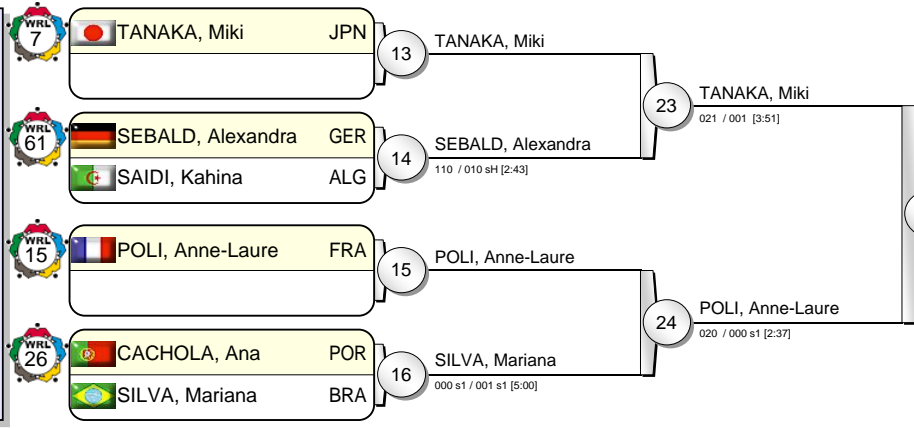 WRL
7
TANAKA, Miki JPN
13
TANAKA, Miki
WRL
61
SEBALD, Alexandra GER
SAIDI, Kahina ALG
14
SEBALD, Alexandra
110 / 010 sH [2:43]
23
TANAKA, Miki
021 / 001 [3:51]
WRL
15
POLI, Anne-Laure FRA
15
POLI, Anne-Laure
WRL
26
CACHOLA, Ana POR
SILVA, Mariana BRA
16
SILVA, Mariana
000 s1 / 001 s1 [5:00]
24
POLI, Anne-Laure
020 / 000 s1 [2:37]